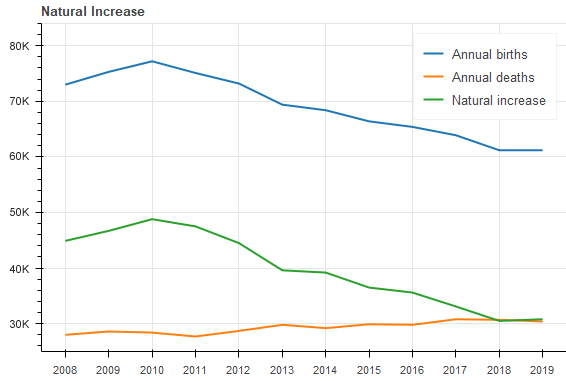 Natural Increase
80K
70K
60K
50K
40K
30K
Annual births
Annual deaths
Natural increase
2008 2009 2010 2011 2012 2013 2014 2015 2016 2017 2018 2019